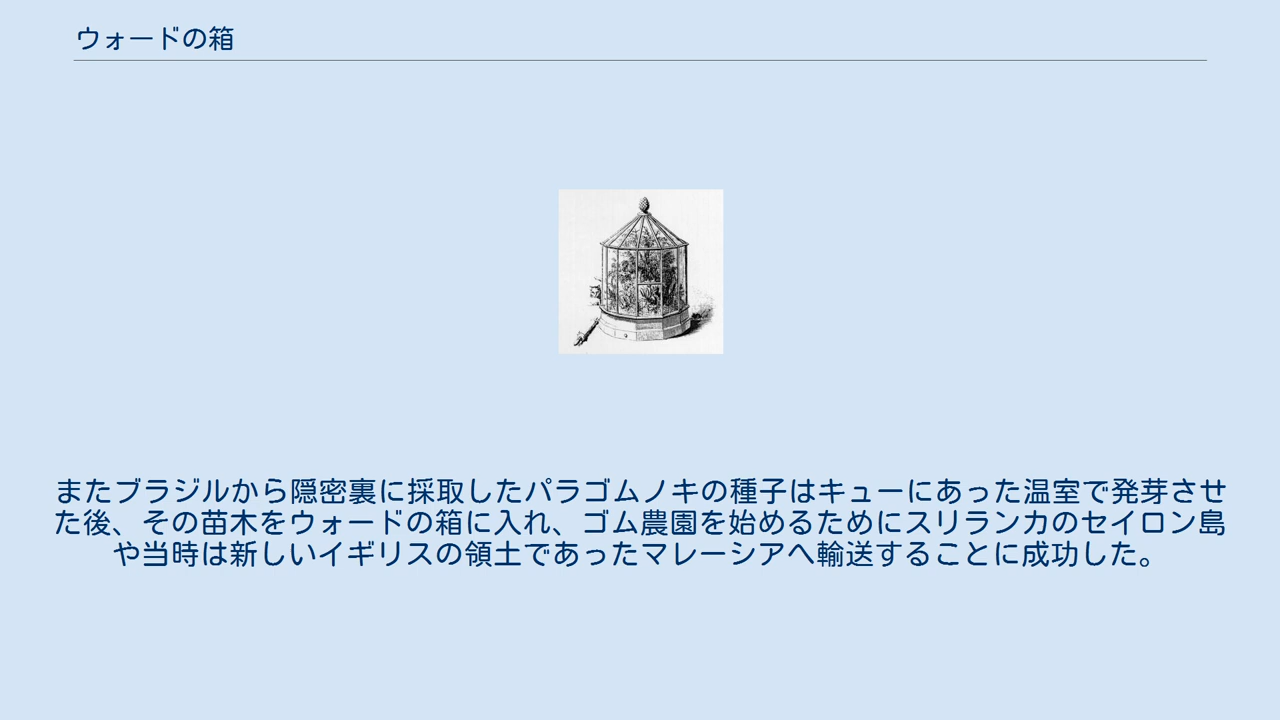 ウォードの箱
またブラジルから隠密裏に採取したパラゴムノキの種子はキューにあった温室で発芽させ
た後、その苗木をウォードの箱に入れ、ゴム農園を始めるためにスリランカのセイロン島
や当時は新しいイギリスの領土であったマレーシアへ輸送することに成功した。